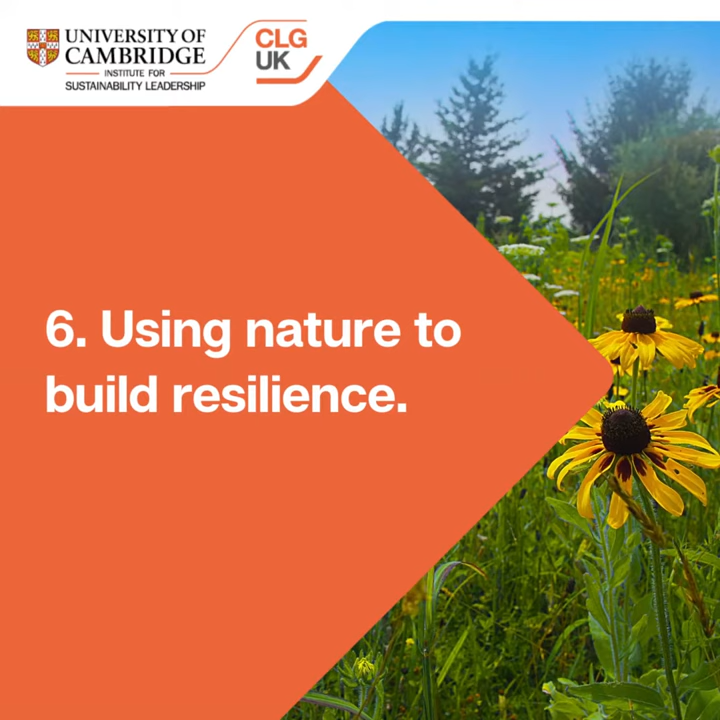 UNIVERSITY OF
CAMBRIDGE
INSTITUTE FOR
SUSTAINABILITY LEADERSHIP
CLG
UK
6. Using nature to
build resilience.